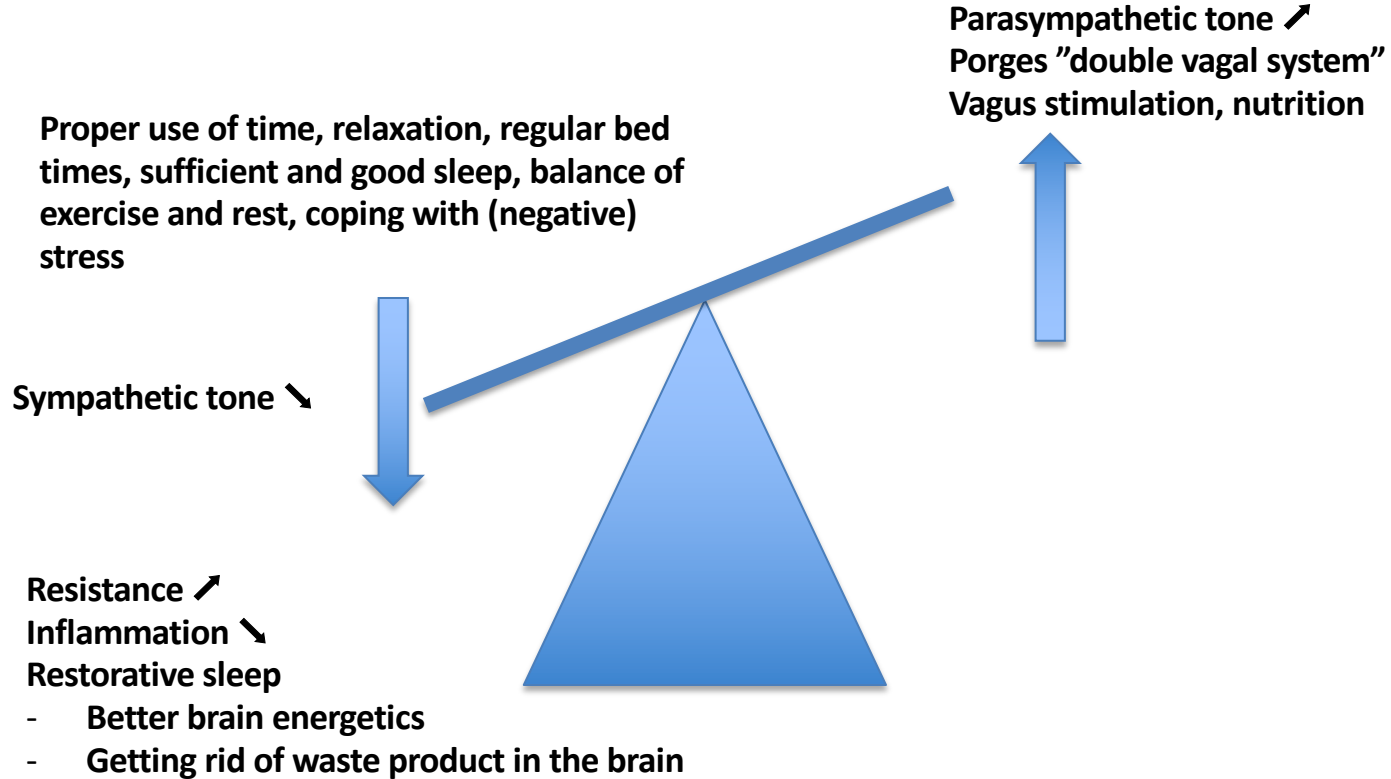 Parasympathetic tone ➚
Porges ”double vagal system”
Vagus stimulation, nutrition
Proper use of time, relaxation, regular bed
times, sufficient and good sleep, balance of
exercise and rest, coping with (negative)
stress
Sympathetic tone ➘
Resistance ➚
Inflammation ➘
Restorative sleep
- Better brain energetics
- Getting rid of waste product in the brain